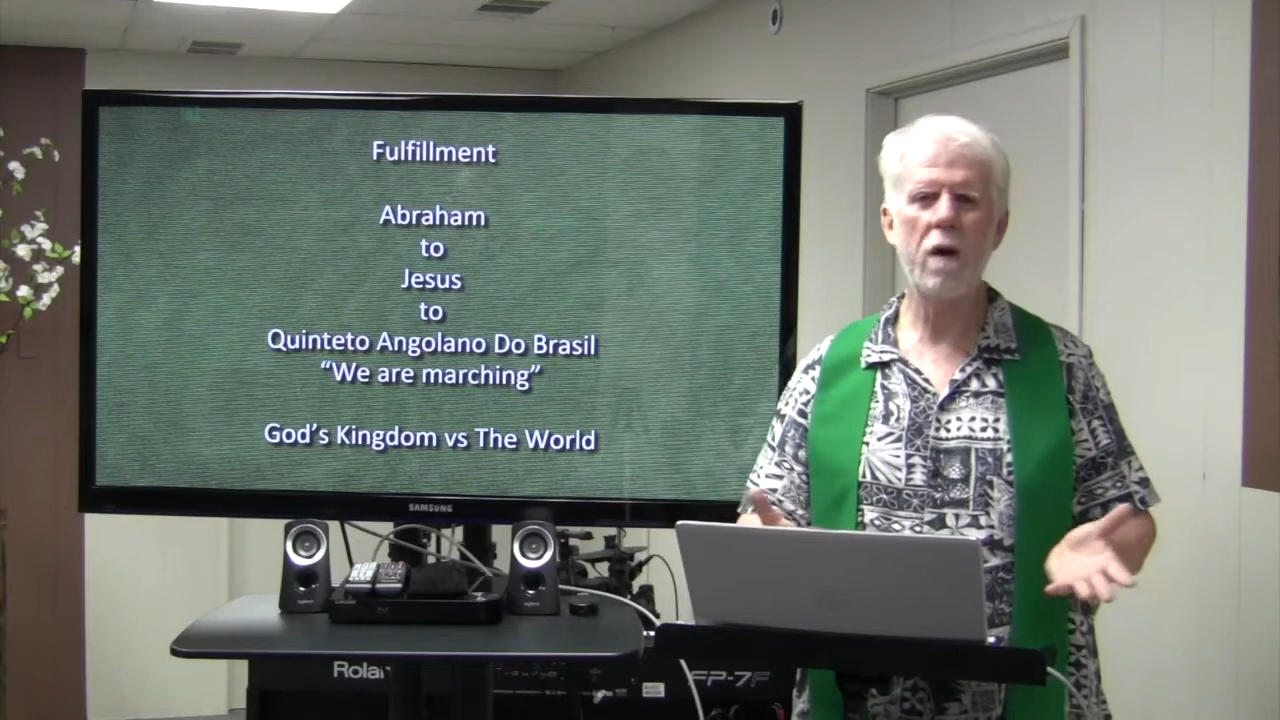 Fulfillment
Abraham
to
Jesus
to
Quinteto Angolano Do Brasil
“We are marching”
God’s Kingdom vs The World
SAMSUNG
Rolan
FP-7F